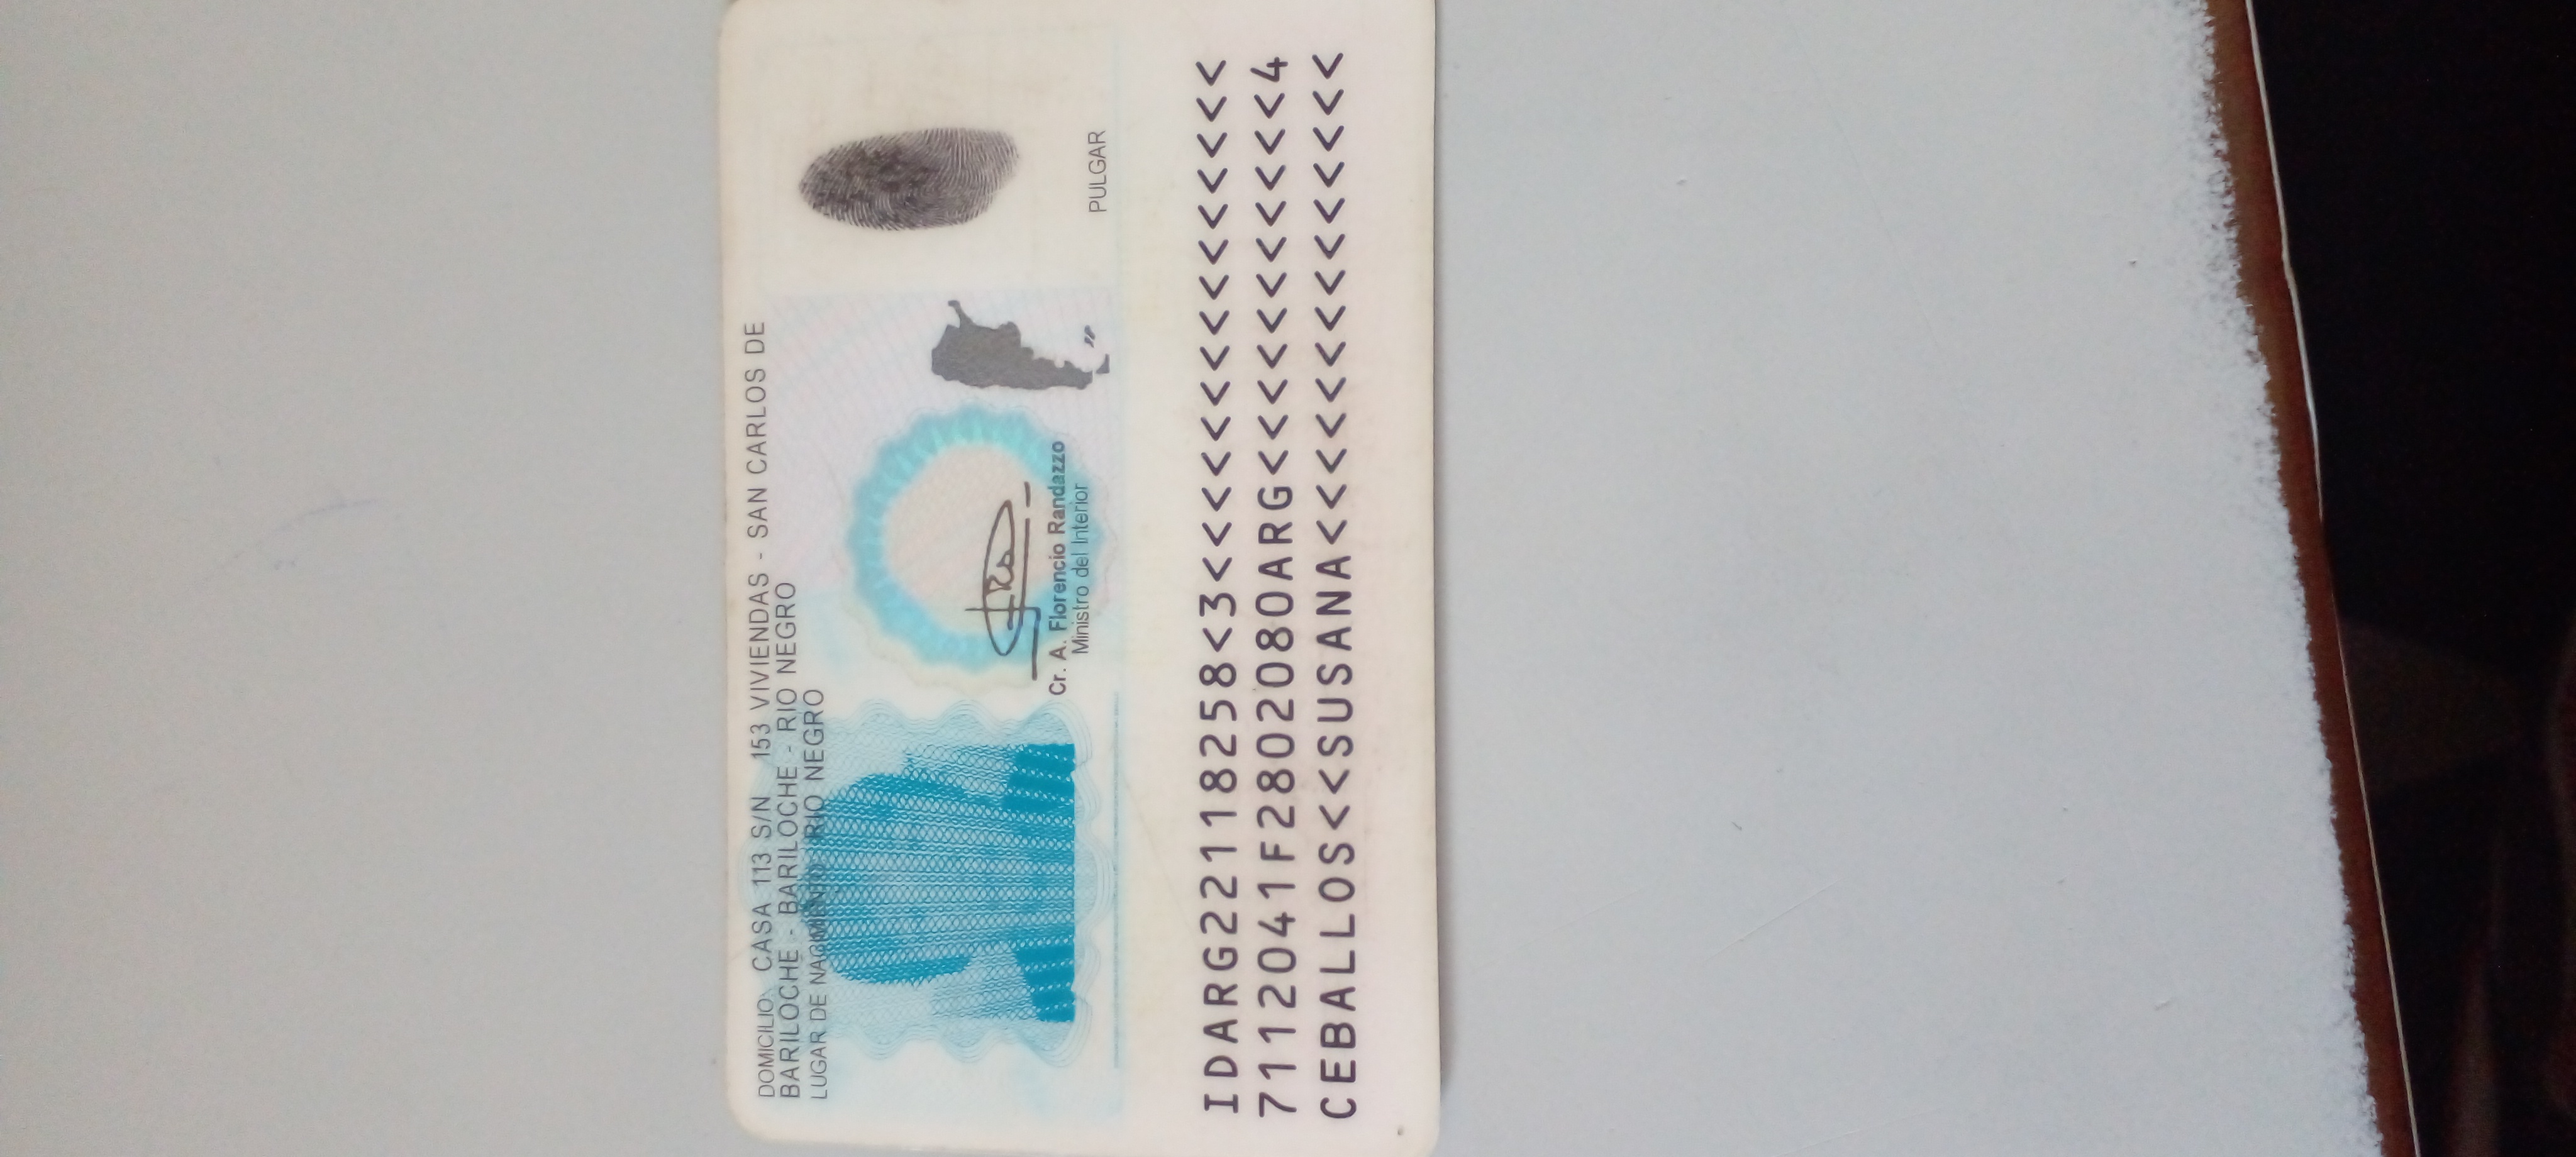 DOMICILIO: CASA 113 S/N 153 VIVIENDAS - SAN CARLOS DE
BARILOCHE - BARILOCHE - RIO NEGRO
LUGAR DE NACIMIENTO: RIO NEGRO
Cr. A. Florencio Randazzo
Ministro del Interior
PULGAR
IDARG22118258<3<<<<<<<<<<<<<<<
7112041F2802080ARG<<<<<<<<<<<4
CEBALLOS<<SUSANA<<<<<<<<<<<<<<